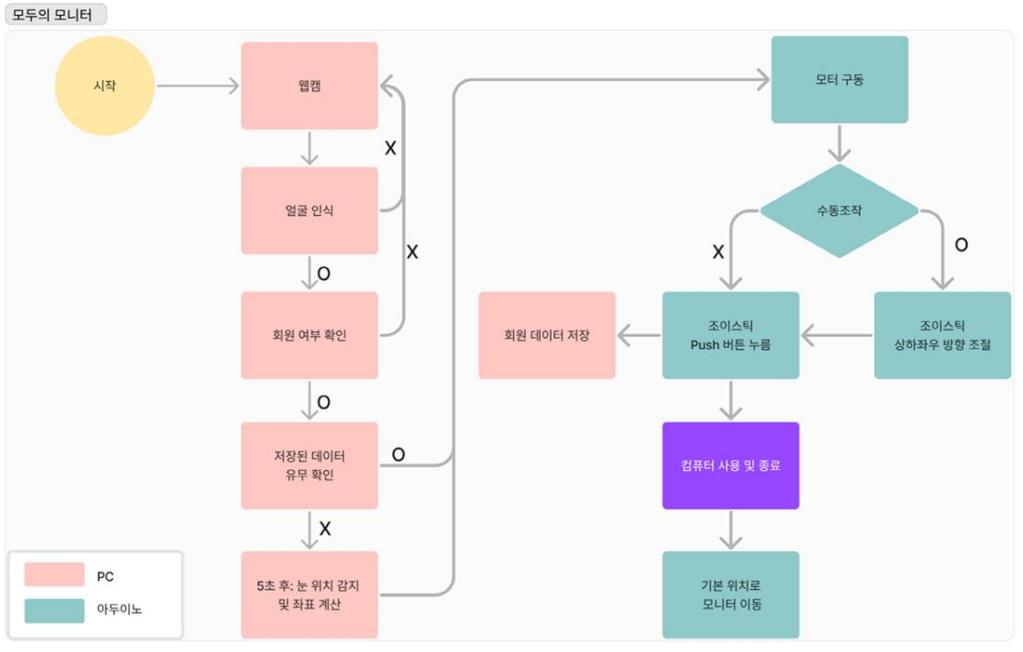 모두의 모니터
시작
웹캠
X
얼굴 인식
O
X
회원 여부 확인
O
저장된 데이터
유무 확인
O
X
5초 후: 눈 위치 감지
및 좌표 계산
모터 구동
수동조작
X
O
회원 데이터 저장
조이스틱
Push 버튼 누름
조이스틱
상하좌우 방향 조절
컴퓨터 사용 및 종료
기본 위치로
모니터 이동
PC
아두이노